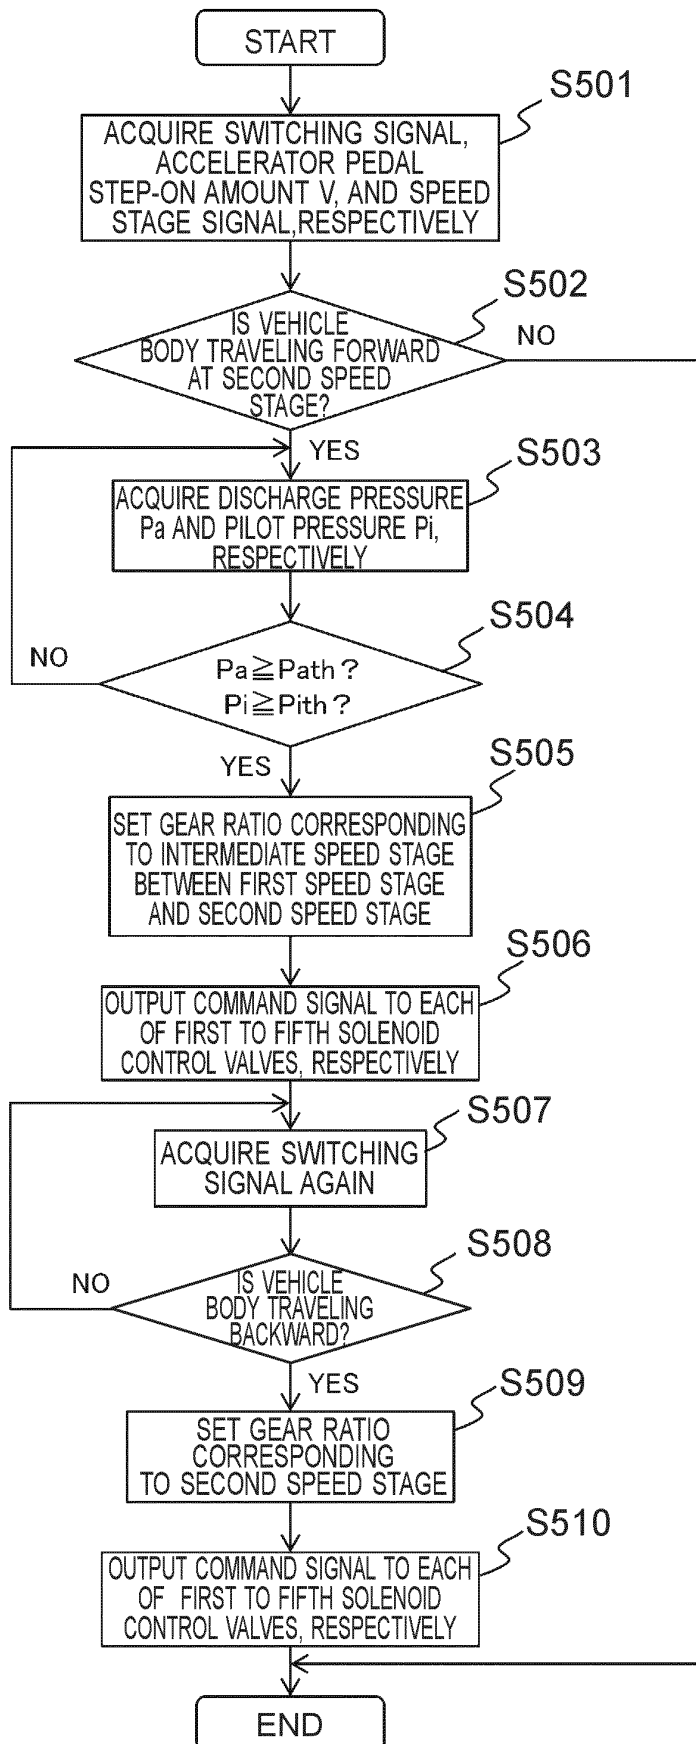 START
S501
ACQUIRE SWITCHING SIGNAL,
ACCELERATOR PEDAL
STEP-ON AMOUNT V, AND SPEED
STAGE SIGNAL,RESPECTIVELY
S502
IS VEHICLE
BODY TRAVELING FORWARD
AT SECOND SPEED
STAGE?
NO
YES
S503
ACQUIRE DISCHARGE PRESSURE
Pa AND PILOT PRESSURE Pi,
RESPECTIVELY
S504
Pa≧Path?
Pi≧Pith?
NO
YES
S505
SET GEAR RATIO CORRESPONDING
TO INTERMEDIATE SPEED STAGE
BETWEEN FIRST SPEED STAGE
AND SECOND SPEED STAGE
S506
OUTPUT COMMAND SIGNAL TO EACH
OF FIRST TO FIFTH SOLENOID
CONTROL VALVES, RESPECTIVELY
S507
ACQUIRE SWITCHING
SIGNAL AGAIN
S508
IS VEHICLE
BODY TRAVELING
BACKWARD?
NO
YES
S509
SET GEAR RATIO
CORRESPONDING
TO SECOND SPEED STAGE
S510
OUTPUT COMMAND SIGNAL TO EACH
OF FIRST TO FIFTH SOLENOID
CONTROL VALVES, RESPECTIVELY
END